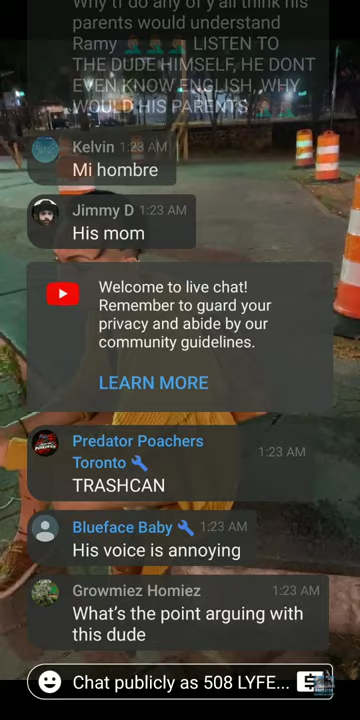 Why tf do any of y'all think his
parents would understand
Ramy 🤦🏽‍♂️🤦🏽‍♂️🤦🏽‍♂️ LISTEN TO
THE DUDE HIMSELF, HE DONT
EVEN KNOW ENGLISH, WHY
WOULD HIS PARENTS 🤦🏽‍♂️🤦🏽‍♂️
Kelvin 1:23 AM
Mi hombre
Jimmy D 1:23 AM
His mom
Welcome to live chat!
Remember to guard your
privacy and abide by our
community guidelines.
LEARN MORE
Predator Poachers
Toronto 🔧 1:23 AM
TRASHCAN
Blueface Baby 🔧 1:23 AM
His voice is annoying
Growmiez Homiez 1:23 AM
What's the point arguing with
this dude
Chat publicly as 508 LYFE...